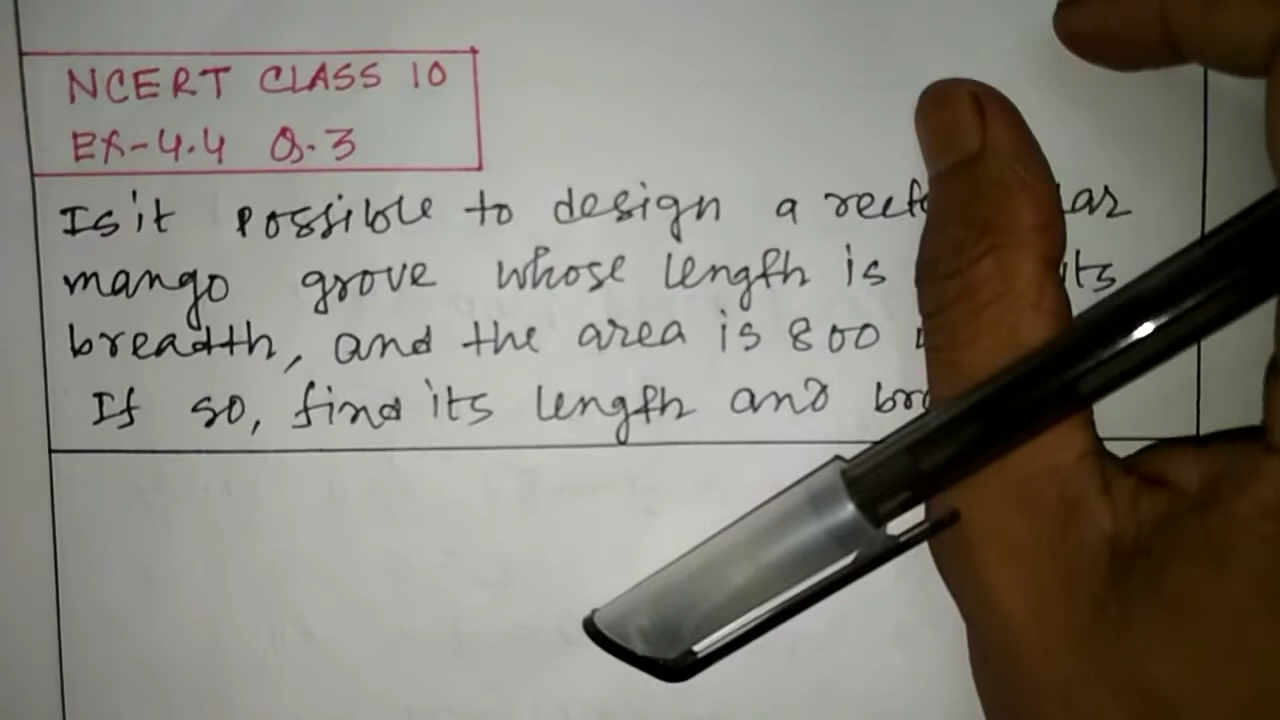 NCERT CLASS 10
EX-4.4 Q.3
Is it possible to design a
mango grove whose length is its
breadth, and the area is 800
If so, find its length and